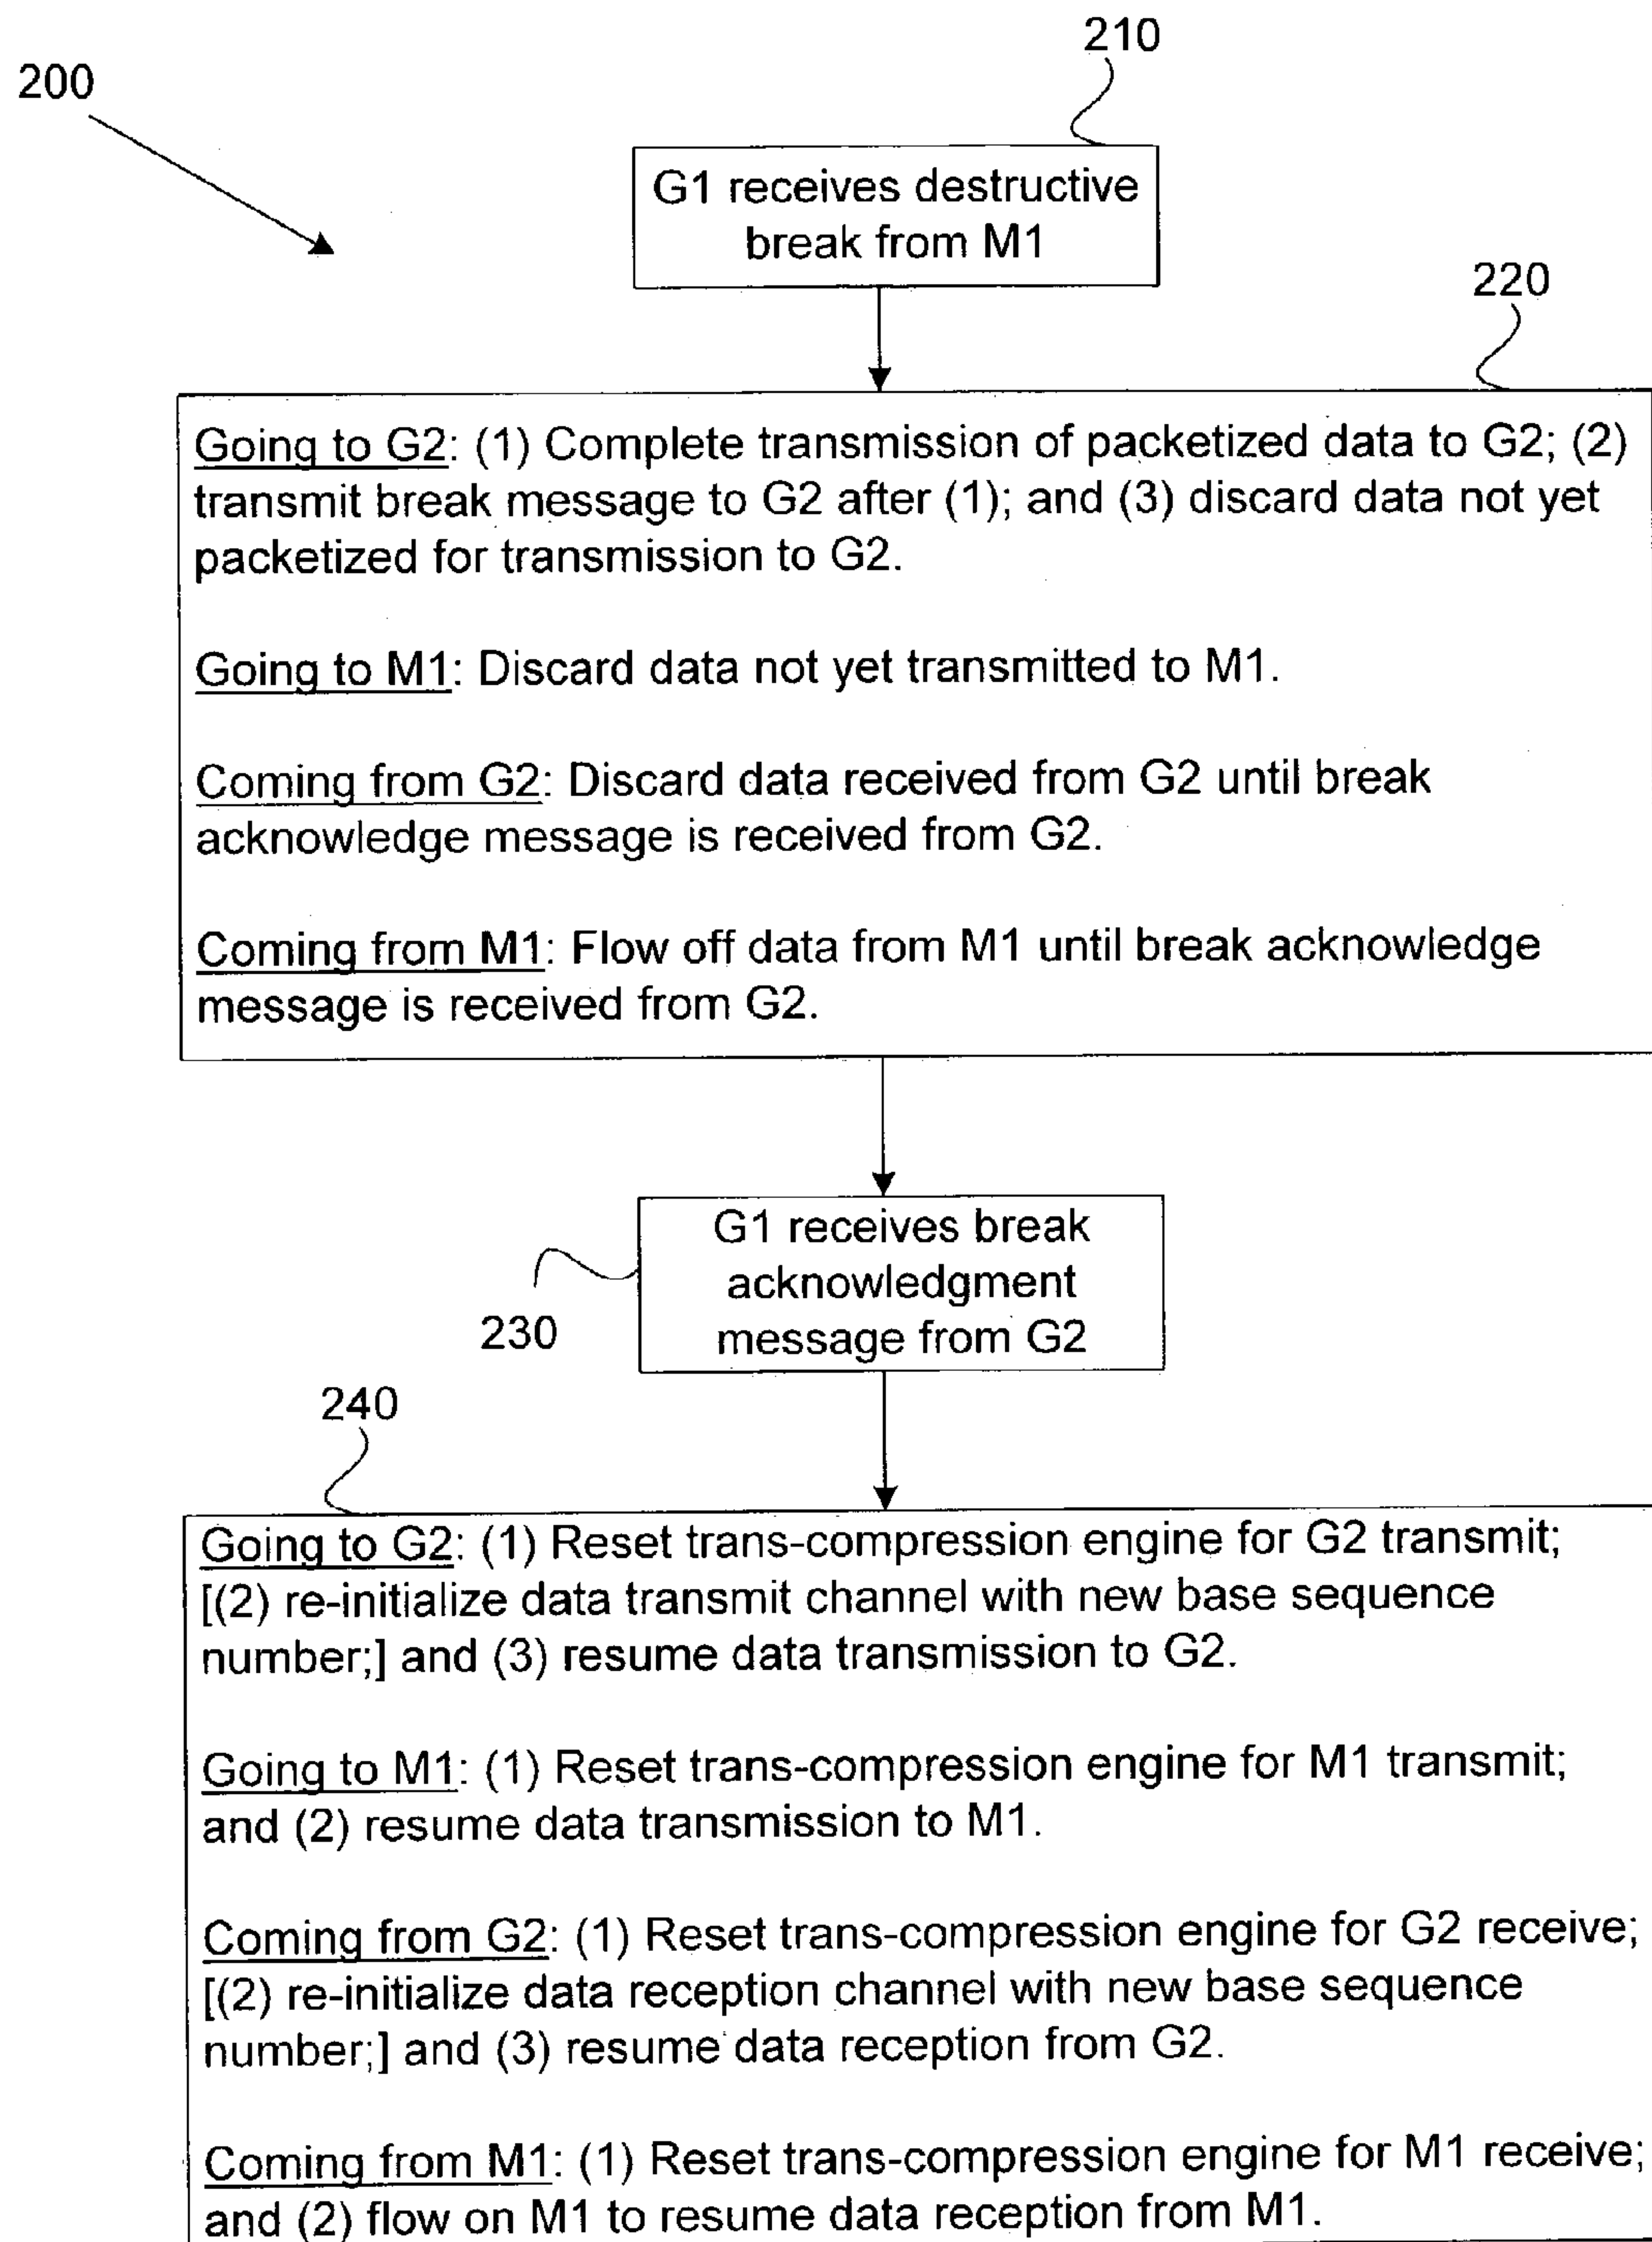 210
200
G1 receives destructive
break from M1
220
Going to G2: (1) Complete transmission of packetized data to G2; (2)
transmit break message to G2 after (1); and (3) discard data not yet
packetized for transmission to G2.
Going to M1: Discard data not yet transmitted to M1.
Coming from G2: Discard data received from G2 until break
acknowledge message is received from G2.
Coming from M1: Flow off data from M1 until break acknowledge
message is received from G2.
G1 receives break
acknowledgment
message from G2
230
240
Going to G2: (1) Reset trans-compression engine for G2 transmit;
[(2) re-initialize data transmit channel with new base sequence
number;] and (3) resume data transmission to G2.
Going to M1: (1) Reset trans-compression engine for M1 transmit;
and (2) resume data transmission to M1.
Coming from G2: (1) Reset trans-compression engine for G2 receive;
[(2) re-initialize data reception channel with new base sequence
number;] and (3) resume data reception from G2.
Coming from M1: (1) Reset trans-compression engine for M1 receive;
and (2) flow on M1 to resume data reception from M1.